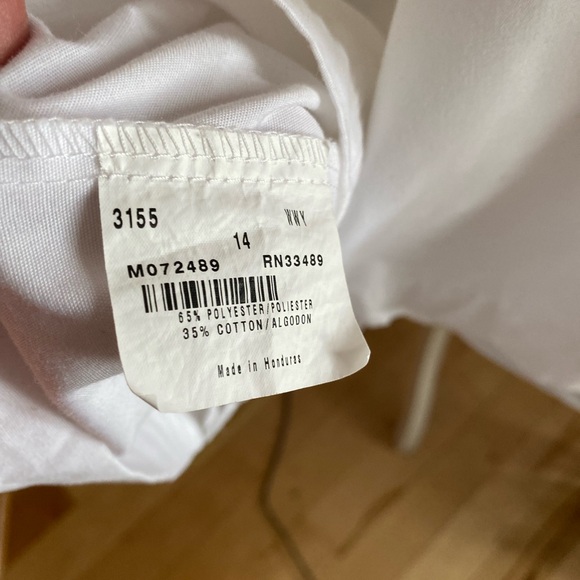 3155 WWY
14
M072489 RN33489
65% POLYESTER/POLIESTER
35% COTTON/ALGODON
Made in Honduras